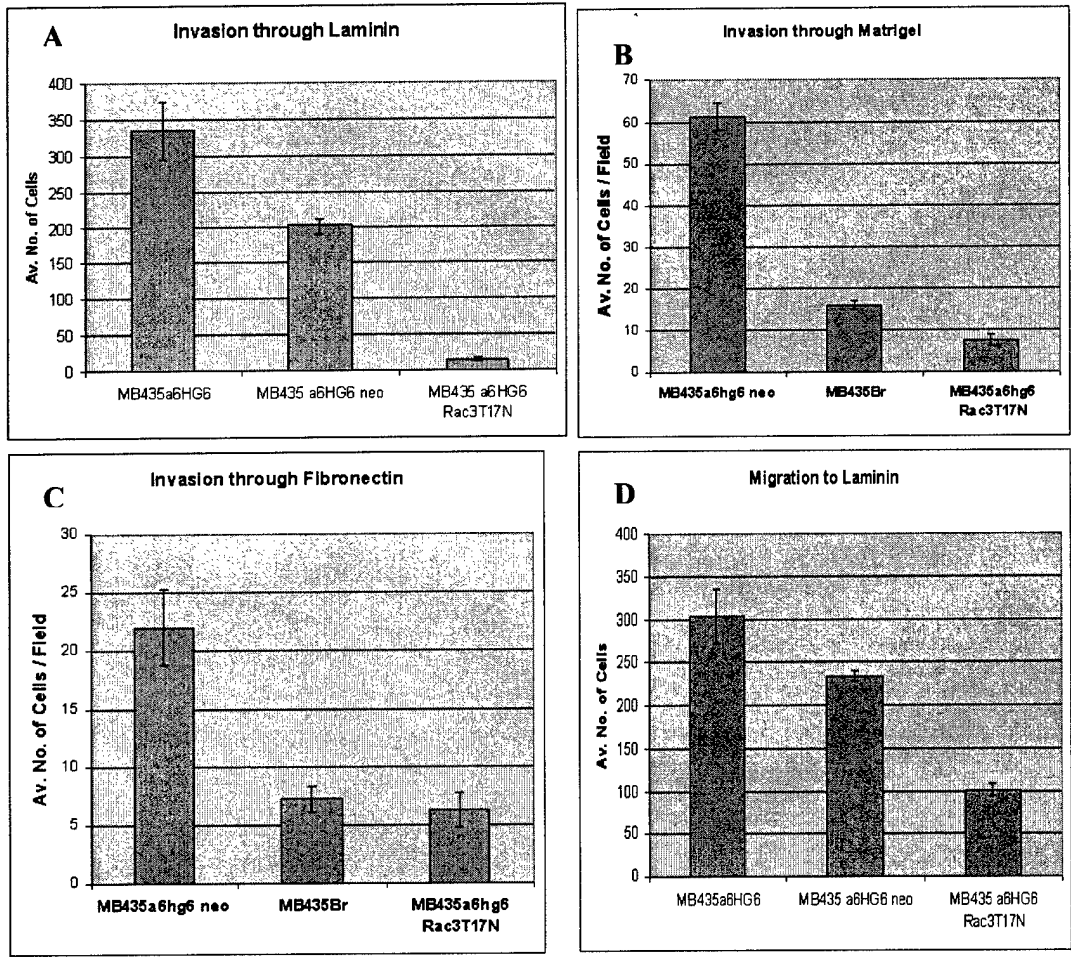 A
Invasion through Laminin
Av. No. of Cells
400
350
300
250
200
150
100
50
0
MB435a6HG6
MB435 a6HG6 neo
MB435 a6HG6
Rac3T17N
B
Invasion through Matrigel
Av. No. of Cells / Field
70
60
50
40
30
20
10
0
MB435a6hg6 neo
MB435Br
MB435a6hg6
Rac3T17N
C
Invasion through Fibronectin
Av. No. of Cells / Field
30
25
20
15
10
5
0
MB435a6hg6 neo
MB435Br
MB435a6hg6
Rac3T17N
D
Migration to Laminin
Av. No. of Cells
400
350
300
250
200
150
100
50
0
MB435a6HG6
MB435 a6HG6 neo
MB435 a6HG6
Rac3T17N